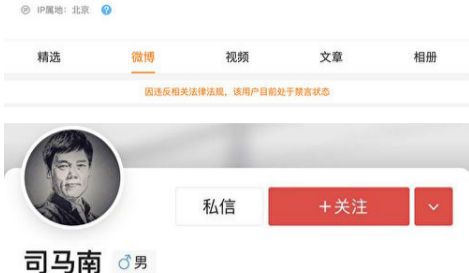 IP属地：北京
精选 微博 视频 文章 相册
因违反相关法律法规，该用户目前处于禁言状态
私信 +关注
司马南 ♂男